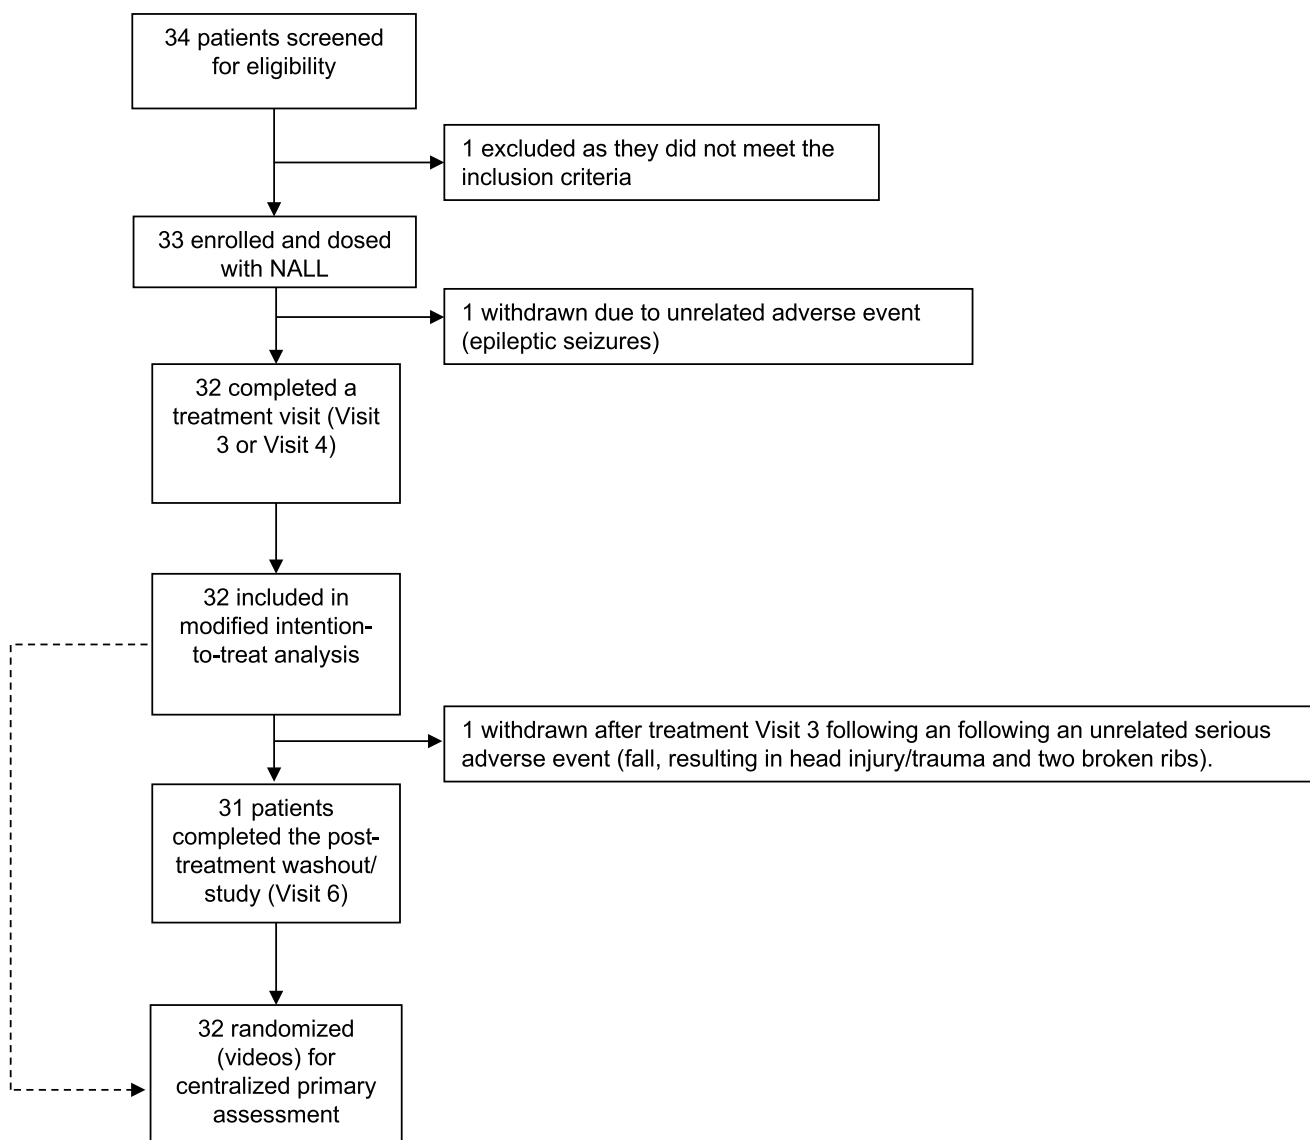 34 patients screened
for eligibility
1 excluded as they did not meet the
inclusion criteria
33 enrolled and dosed
with NALL
1 withdrawn due to unrelated adverse event
(epileptic seizures)
32 completed a
treatment visit (Visit
3 or Visit 4)
32 included in
modified intention-
to-treat analysis
1 withdrawn after treatment Visit 3 following an following an unrelated serious
adverse event (fall, resulting in head injury/trauma and two broken ribs).
31 patients
completed the post-
treatment washout/
study (Visit 6)
32 randomized
(videos) for
centralized primary
assessment